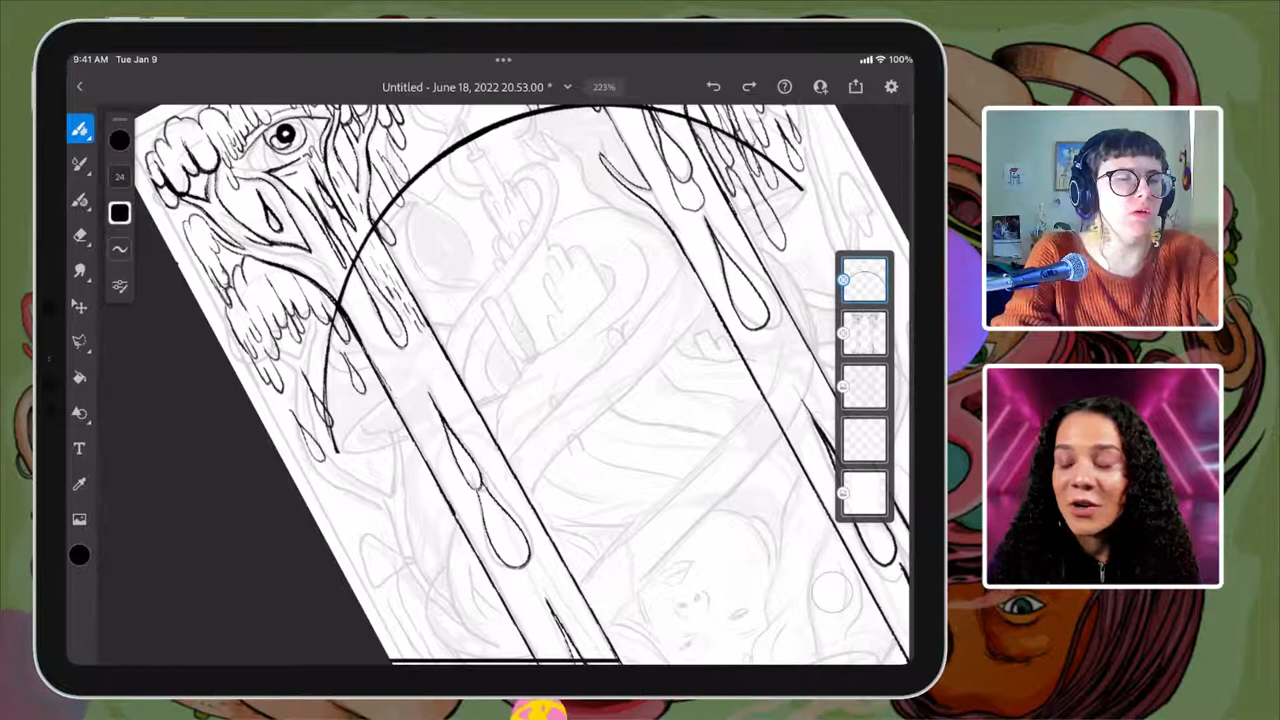 9:41 AM Tue Jan 9
100%
Untitled - June 18, 2022 20.53.00 *
223%
24
T